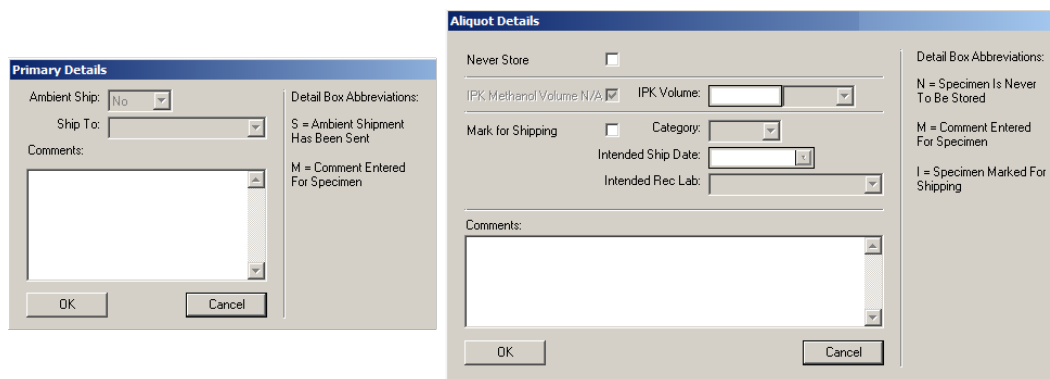 Primary Details
Ambient Ship: No
Ship To:
Comments:
OK
Cancel
Detail Box Abbreviations:
S = Ambient Shipment
Has Been Sent
M = Comment Entered
For Specimen
Aliquot Details
Never Store
IPK Methanol Volume N/A
IPK Volume:
Mark for Shipping
Category:
Intended Ship Date:
Intended Rec Lab:
Comments:
OK
Cancel
Detail Box Abbreviations:
N = Specimen Is Never
To Be Stored
M = Comment Entered
For Specimen
I = Specimen Marked For
Shipping